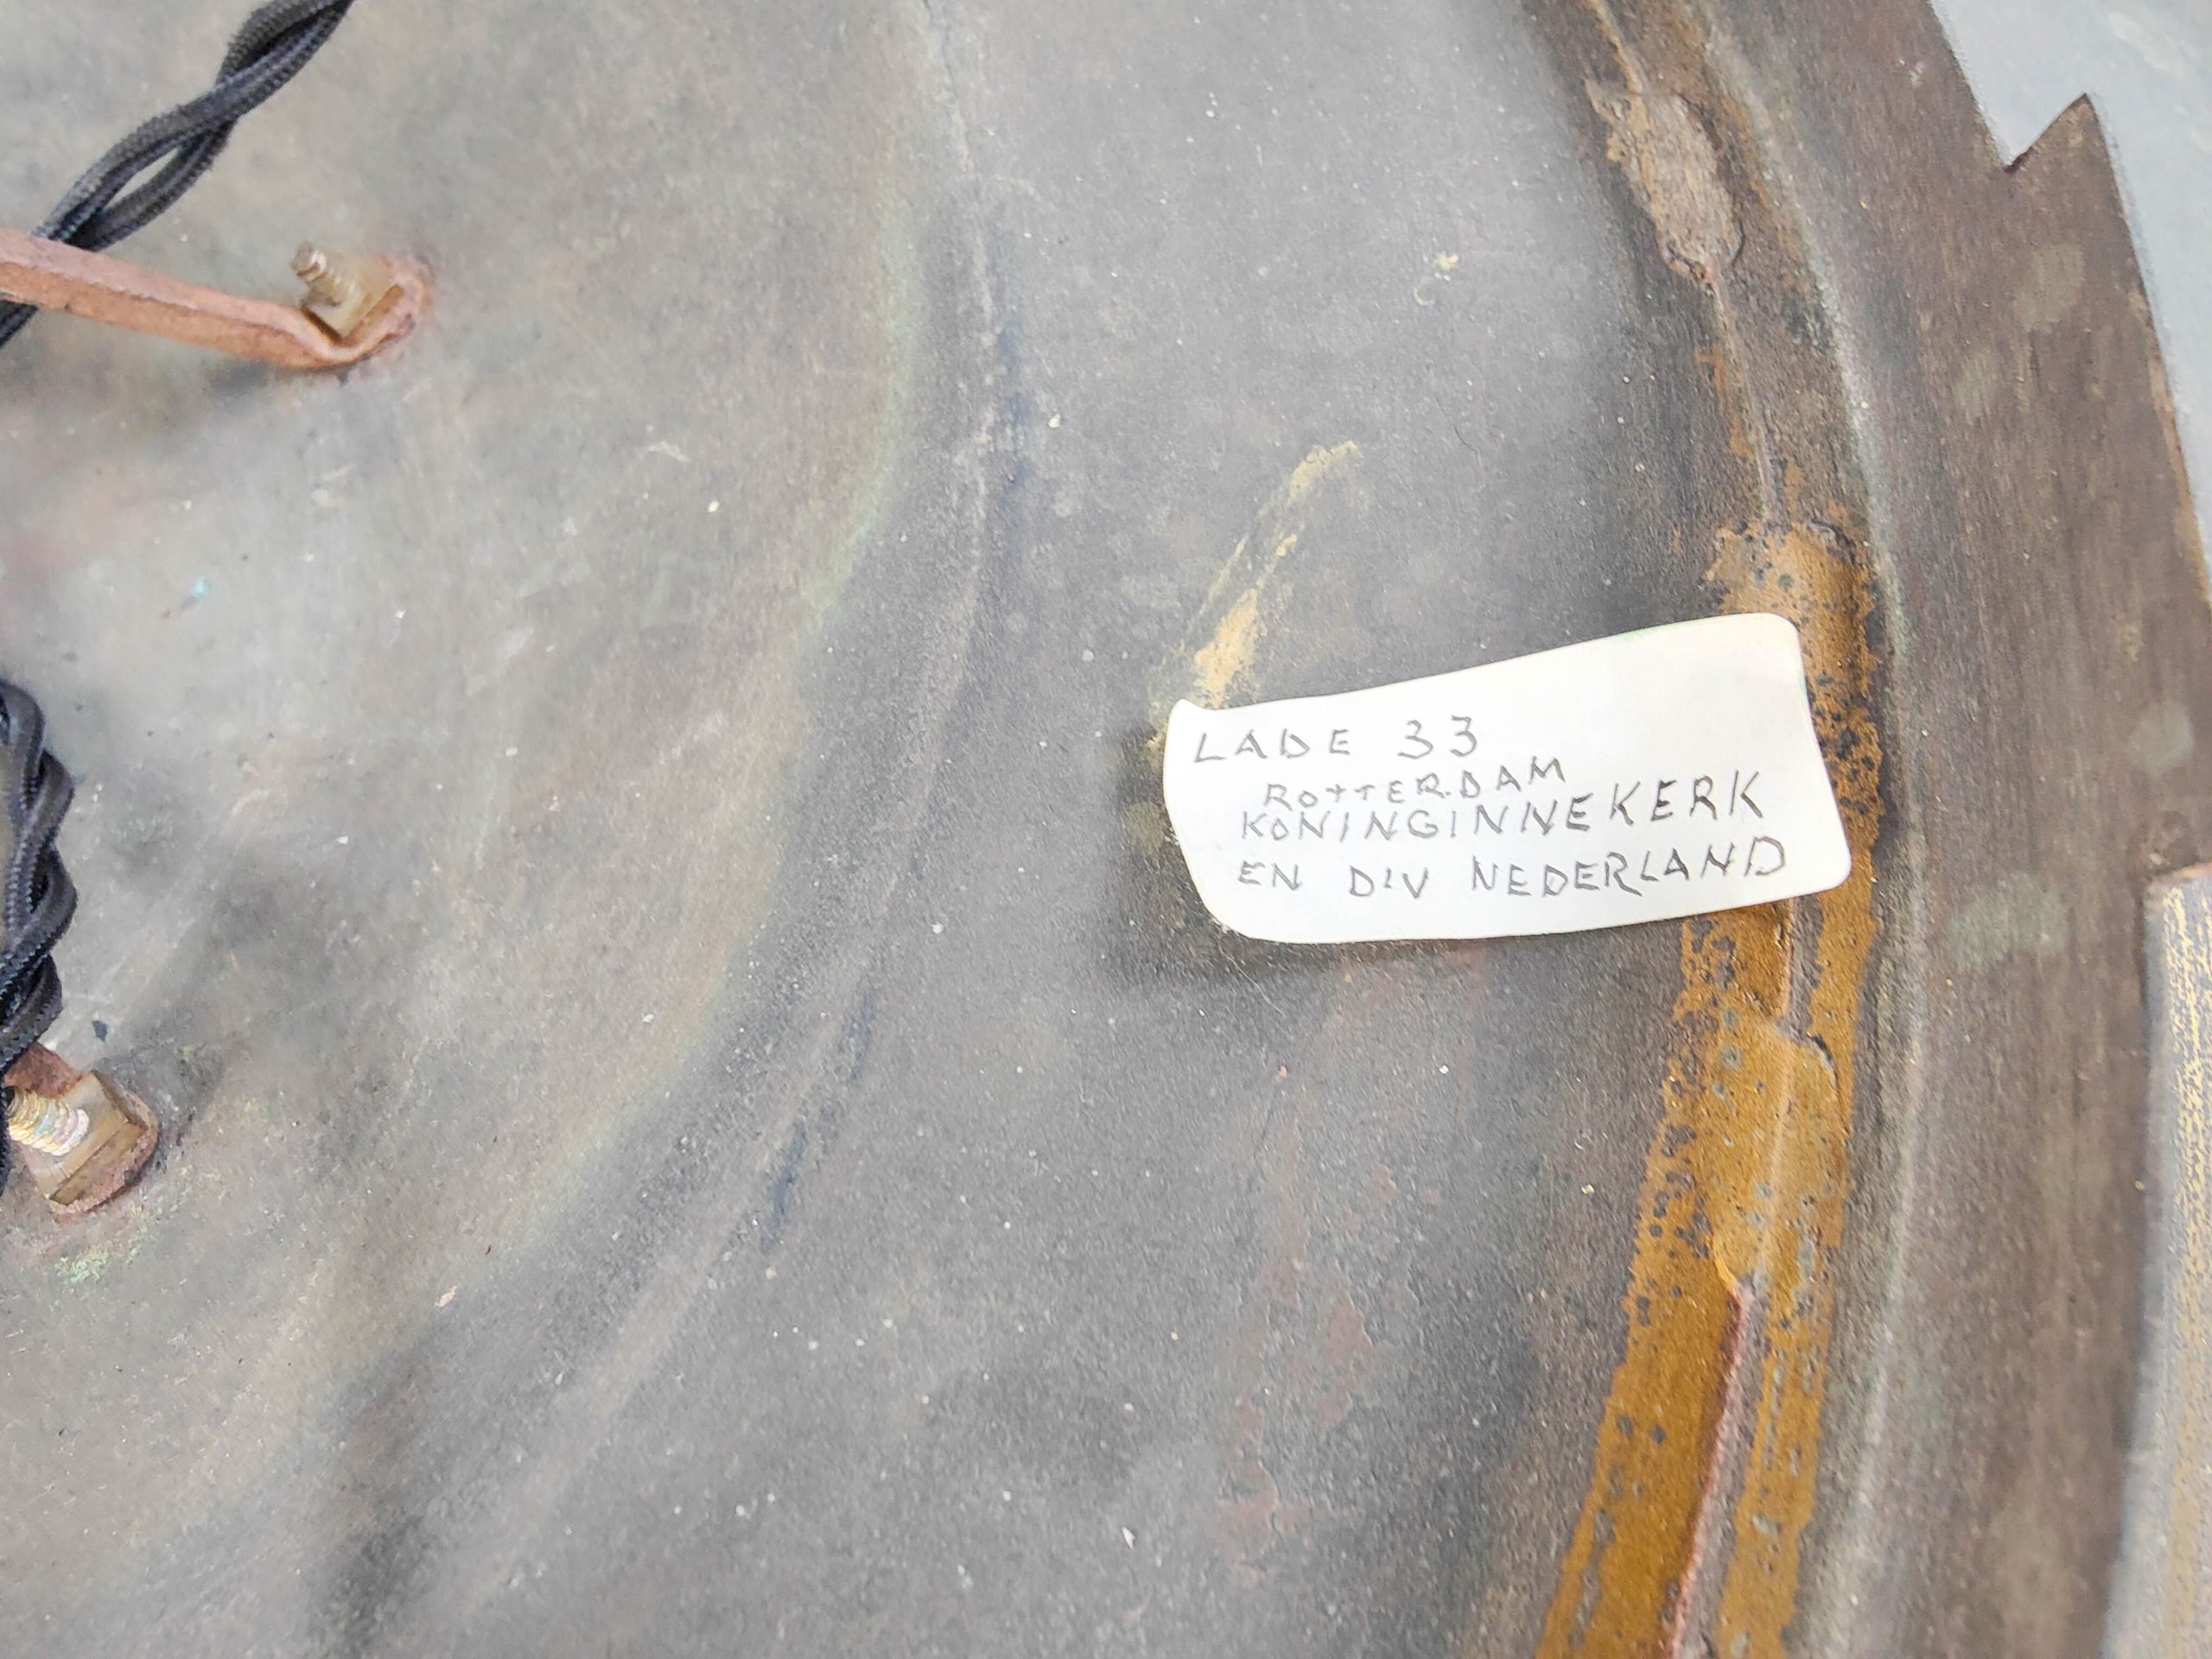 LADE 33
ROTTERDAM
KONINGINNEKERK
EN DIV NEDERLAND